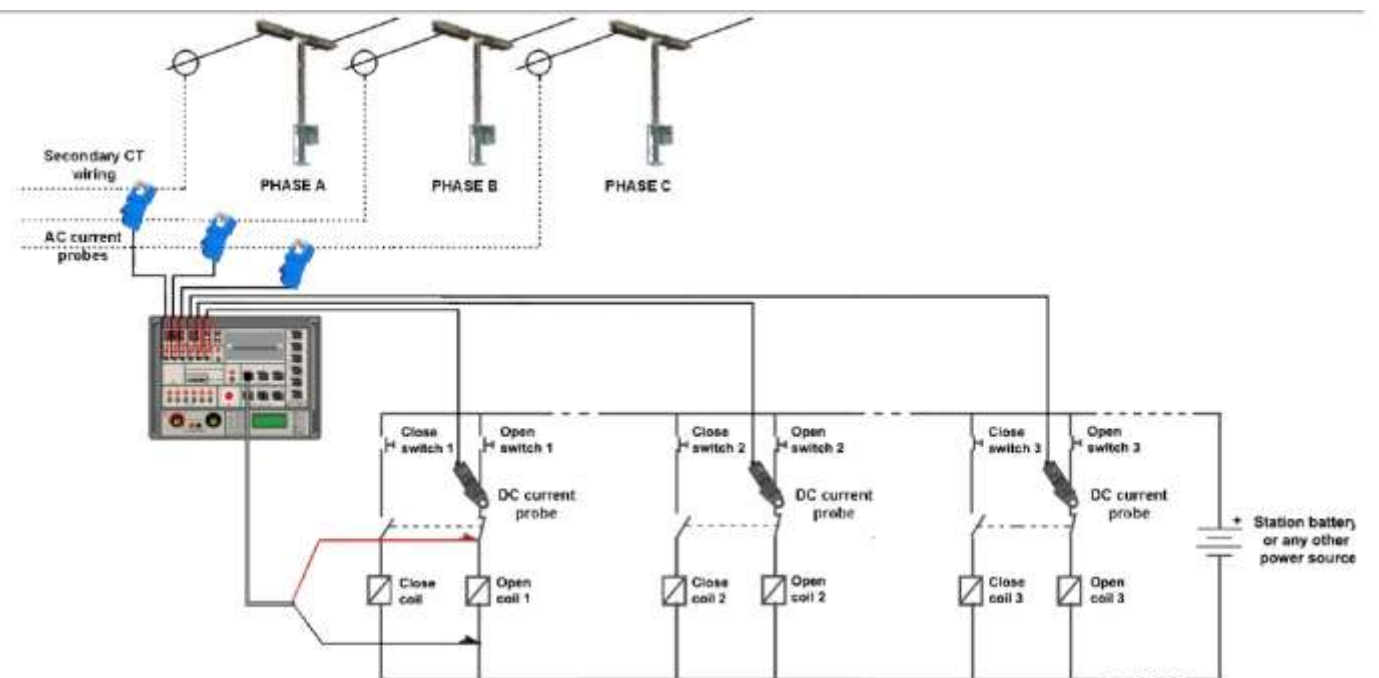 Secondary CT
wiring
PHASE A
PHASE B
PHASE C
AC current
probes
Close
switch 1
Open
switch 1
Close
switch 2
Open
switch 2
Close
switch 3
Open
switch 3
DC current
probe
DC current
probe
DC current
probe
+
Station battery
or any other
power source
Close
coil
Open
coil 1
Close
coil 2
Open
coil 2
Close
coil 3
Open
coil 3